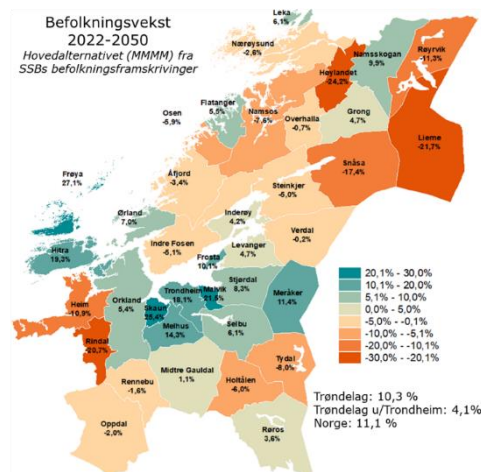 Befolkningsvekst
2022-2050
Hovedalternativet (MMMM) fra
SSBs befolkningsframskrivinger
Leka
6,1%
Nærøysund
-2,6%
Namsskogan
9,9%
Røyrvik
-11,3%
Høylandet
-24,2%
Flatanger
5,5%
Osen
-5,9%
Namsos
-7,6%
Overhalla
-0,7%
Grong
4,7%
Lierne
-21,7%
Snåsa
-17,4%
Frøya
27,1%
Åfjord
-3,4%
Steinkjer
-5,0%
Ørland
7,0%
Inderøy
4,2%
Verdal
-0,2%
Hitra
19,3%
Indre Fosen
-5,1%
Frosta
10,1%
Levanger
4,7%
Heim
-10,9%
Orkland
5,4%
Trondheim
18,1%
Malvik
21,5%
Stjørdal
8,3%
Meråker
11,4%
Skaun
Melhus
14,3%
Selbu
6,1%
Rindal
-20,7%
Midtre Gauldal
1,1%
Tydal
-8,0%
Rennebu
-1,6%
Holtålen
-6,0%
Oppdal
-2,0%
Røros
3,6%
20,1% - 30,0%
10,1% - 20,0%
5,1% - 10,0%
0,0% - 5,0%
-5,0% - -0,1%
-10,0% - -5,1%
-20,0% - -10,1%
-30,0% - -20,1%
Trøndelag: 10,3 %
Trøndelag u/Trondheim: 4,1%
Norge: 11,1 %